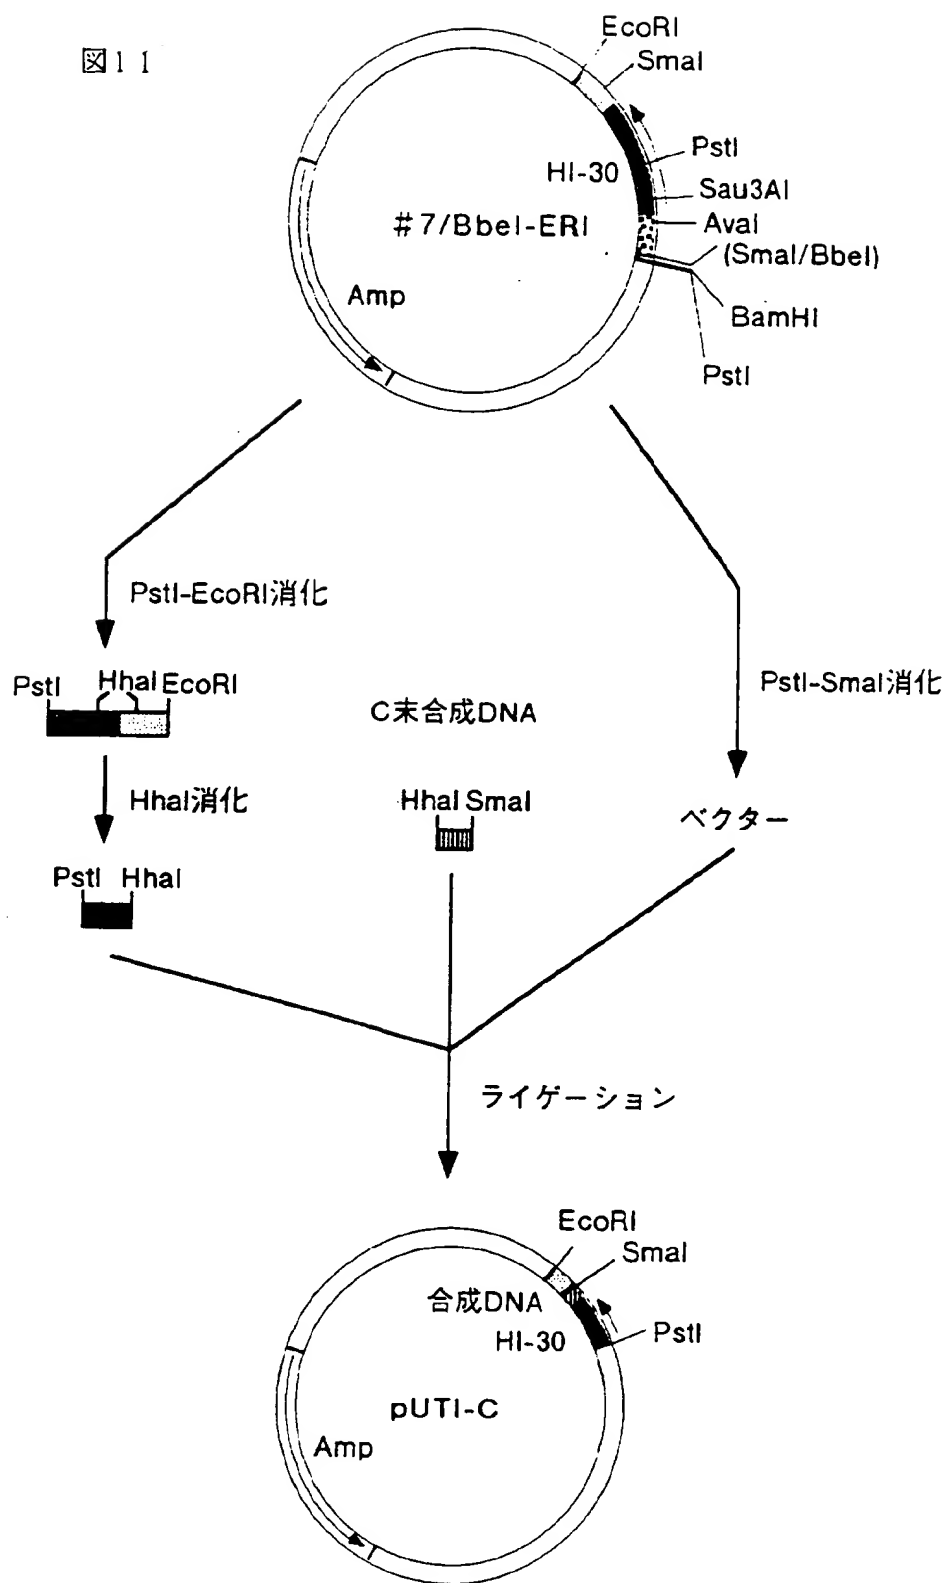 図11
EcoRI
SmaI
PstI
HI-30
Sau3AI
AvaI
#7/BbeI-ERI
(SmaI/BbeI)
Amp
BamHI
PstI
PstI-EcoRI消化
PstI HhaI EcoRI
PstI-SmaI消化
C末合成DNA
HhaI消化
HhaI SmaI
ベクター
PstI HhaI
ライゲーション
EcoRI
SmaI
合成DNA
HI-30
PstI
pUTI-C
Amp